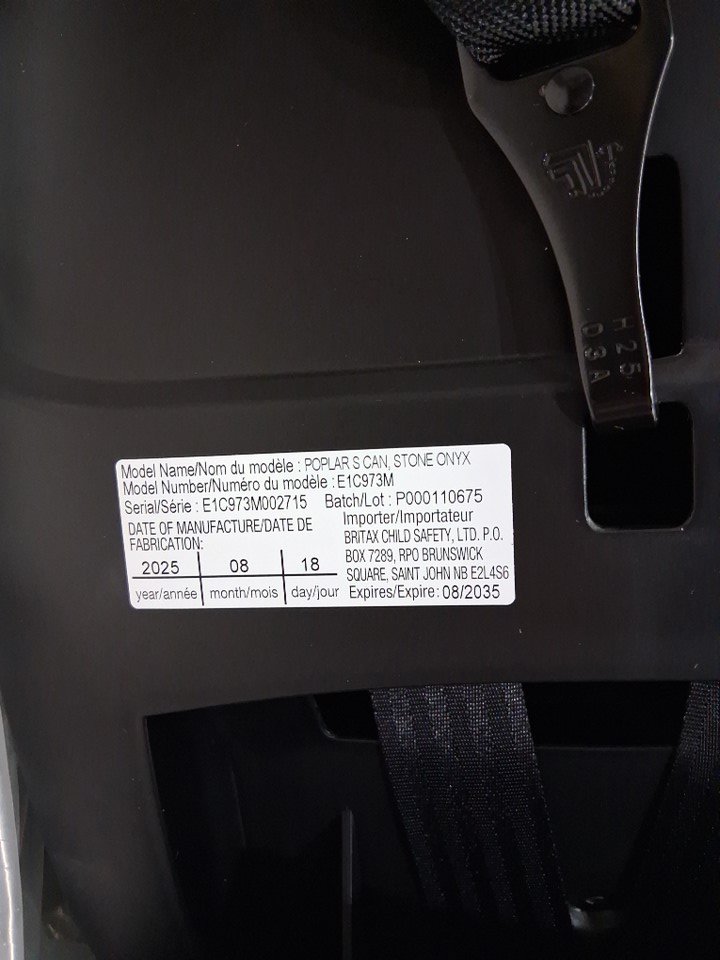 H25
03A
Model Name/Nom du modèle : POPLAR S CAN, STONE ONYX
Model Number/Numéro du modèle : E1C973M
Serial/Série : E1C973M002715 Batch/Lot : P000110675
DATE OF MANUFACTURE/DATE DE
FABRICATION:
2025 08 18
year/année month/mois day/jour
Importer/Importateur
BRITAX CHILD SAFETY, LTD. P.O.
BOX 7289, RPO BRUNSWICK
SQUARE, SAINT JOHN NB E2L4S6
Expires/Expire: 08/2035